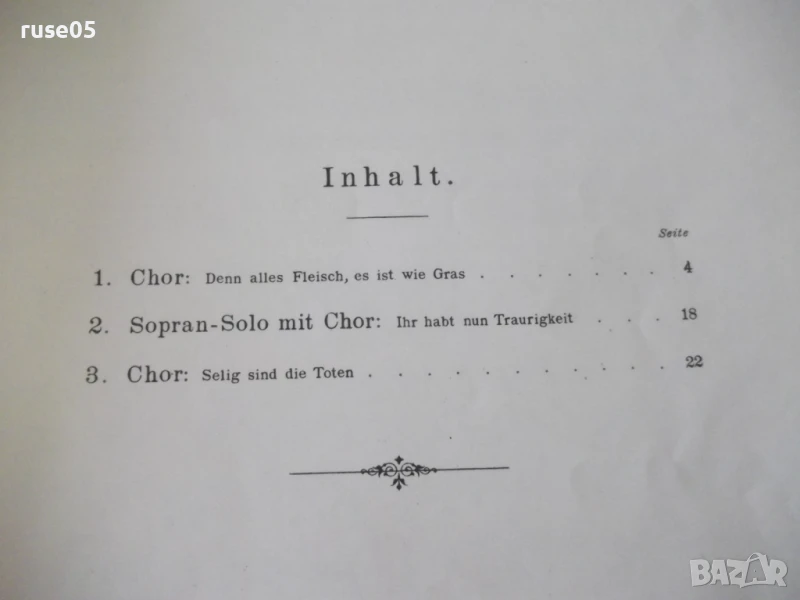 ruse05
Inhalt.
Seite
1. Chor: Denn alles Fleisch, es ist wie Gras . . . . . . . 4
2. Sopran-Solo mit Chor: Ihr habt nun Traurigkeit . . . 18
3. Chor: Selig sind die Toten . . . . . . . . . . . 22
BAZAR